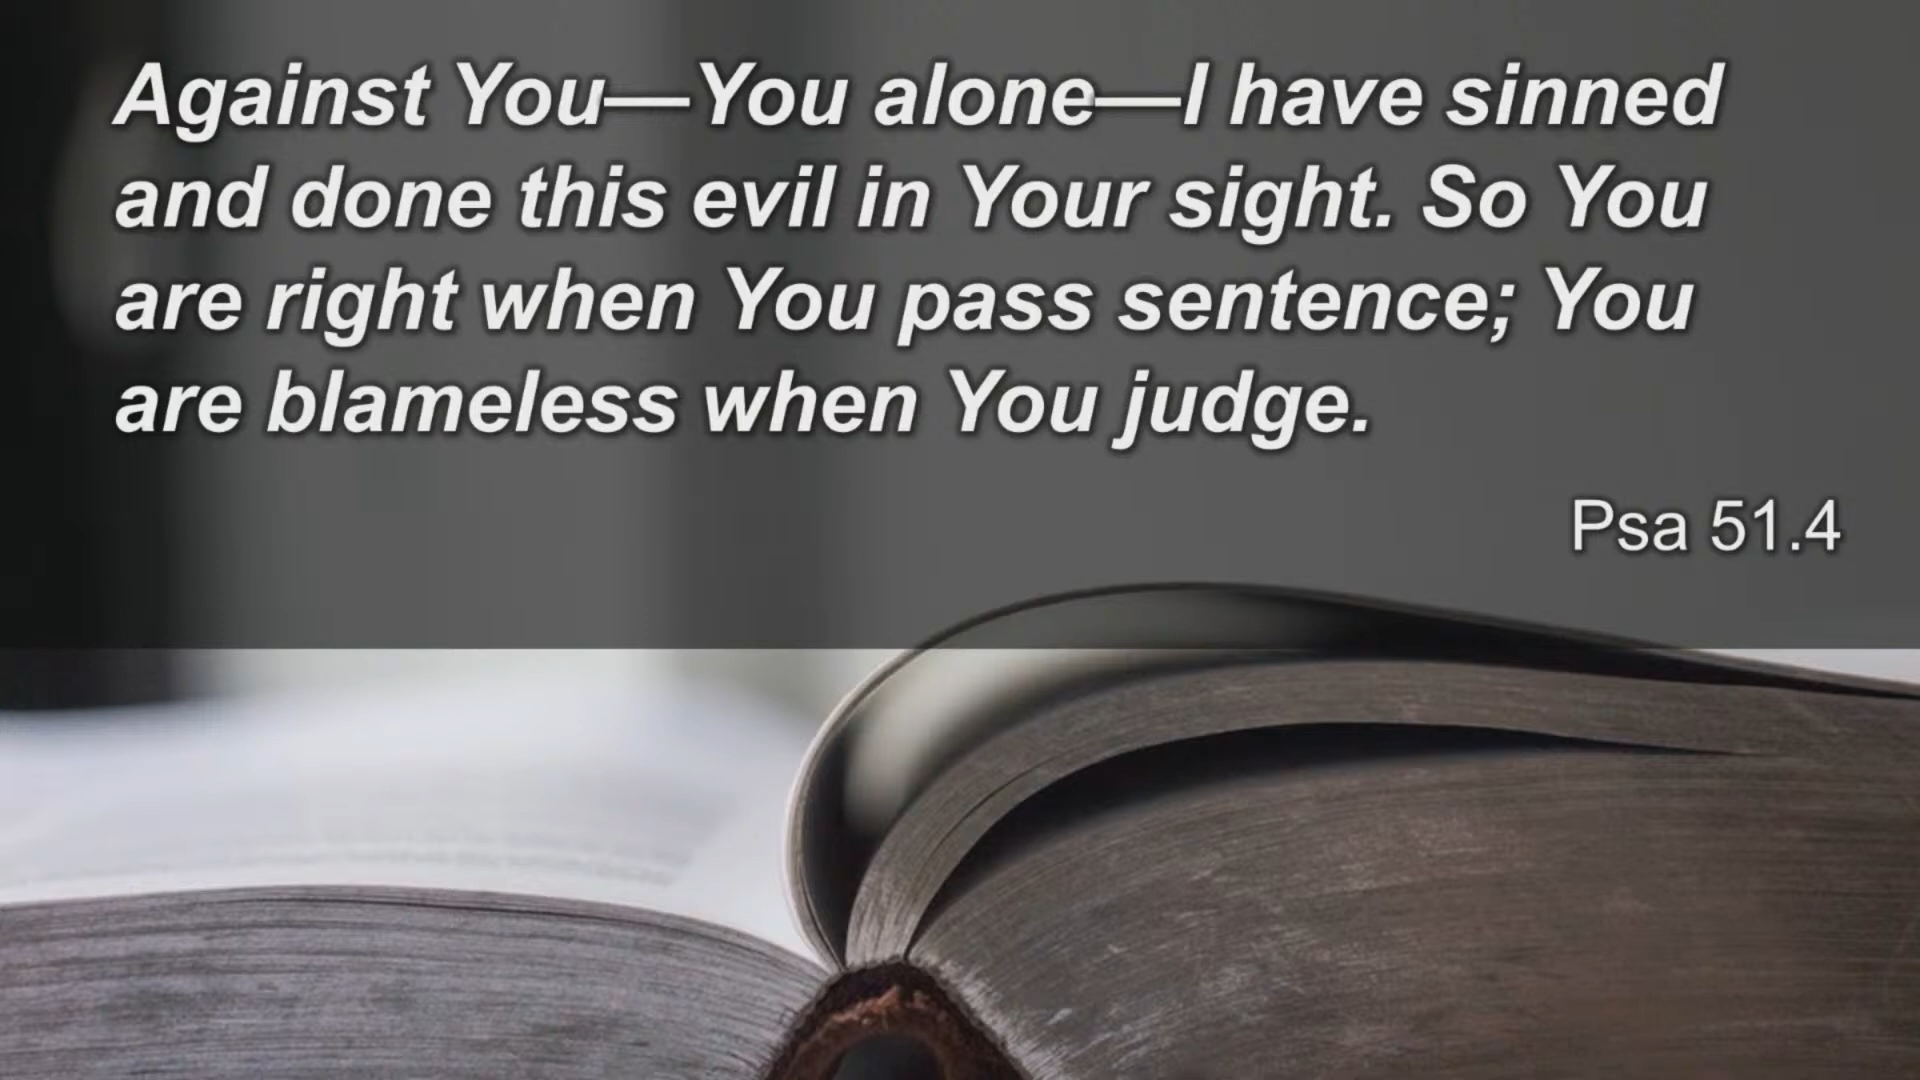 Against You—You alone—I have sinned
and done this evil in Your sight. So You
are right when You pass sentence; You
are blameless when You judge.
Psa 51.4